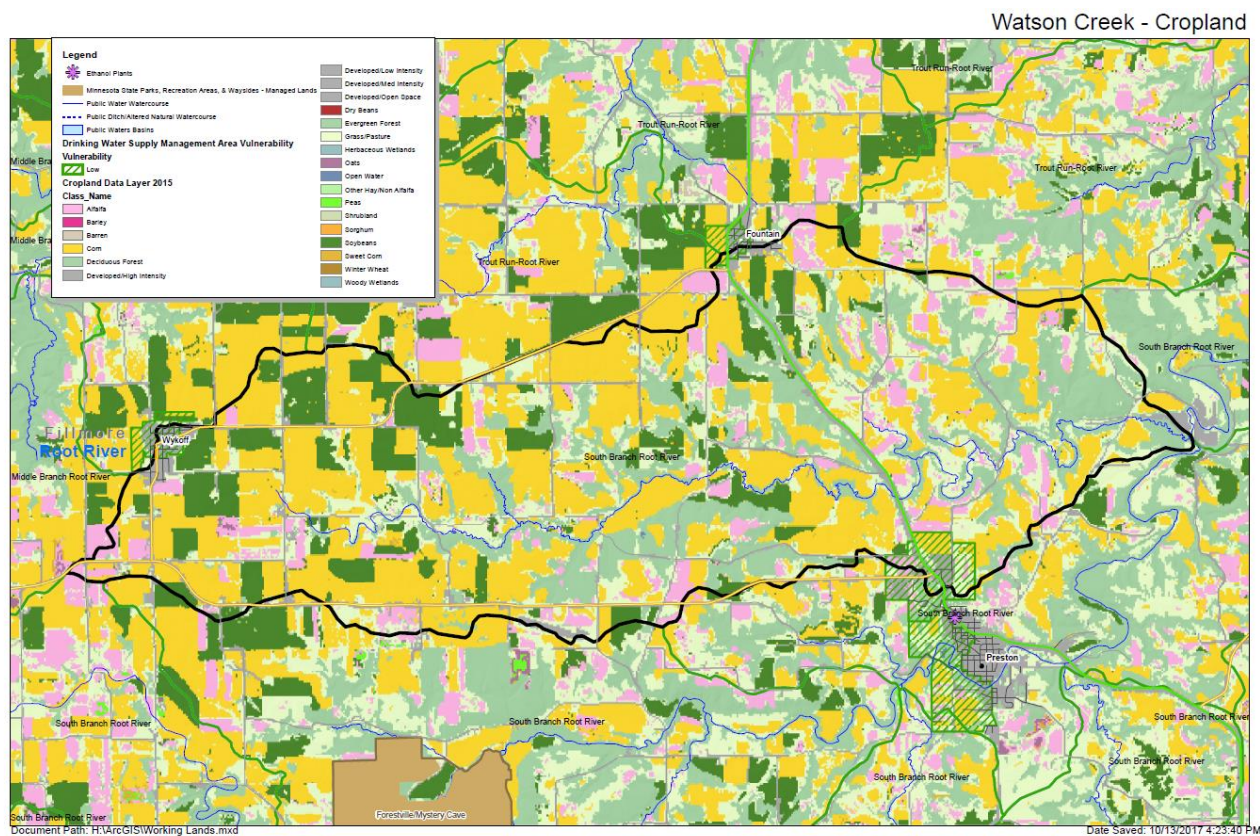 Watson Creek - Cropland
Legend
Ethanol Plants
Minnesota State Parks, Recreation Areas, & Waysides - Managed Lands
Public Water Watercourse
Public Ditch/Altered Natural Watercourse
Public Waters Basins
Drinking Water Supply Management Area Vulnerability
Vulnerability
Low
Cropland Data Layer 2015
Class_Name
Alfalfa
Barley
Barren
Corn
Deciduous Forest
Developed/High Intensity
Developed/Low Intensity
Developed/Med Intensity
Developed/Open Space
Dry Beans
Evergreen Forest
Grass/Pasture
Herbaceous Wetlands
Oats
Open Water
Other Hay/Non Alfalfa
Peas
Shrubland
Sorghum
Soybeans
Sweet Corn
Winter Wheat
Woody Wetlands
Trout Run-Root River
Trout Run-Root River
Middle Bra
Trout Run-Root River
Fountain
Middle Bra
Trout Run-Root River
South Branch Root River
Fillmore
Wykoff
Root River
South Branch Root River
Middle Branch Root River
South Branch Root River
Preston
South Branch Root River
South Branch Root River
South Branch Root River
South Branch Root River
South Branch Root River
Forestville/Mystery Cave
South Branch Root River
Document Path: H:\ArcGIS\Working Lands.mxd
Date Saved: 10/13/2017 4:23:40 PM